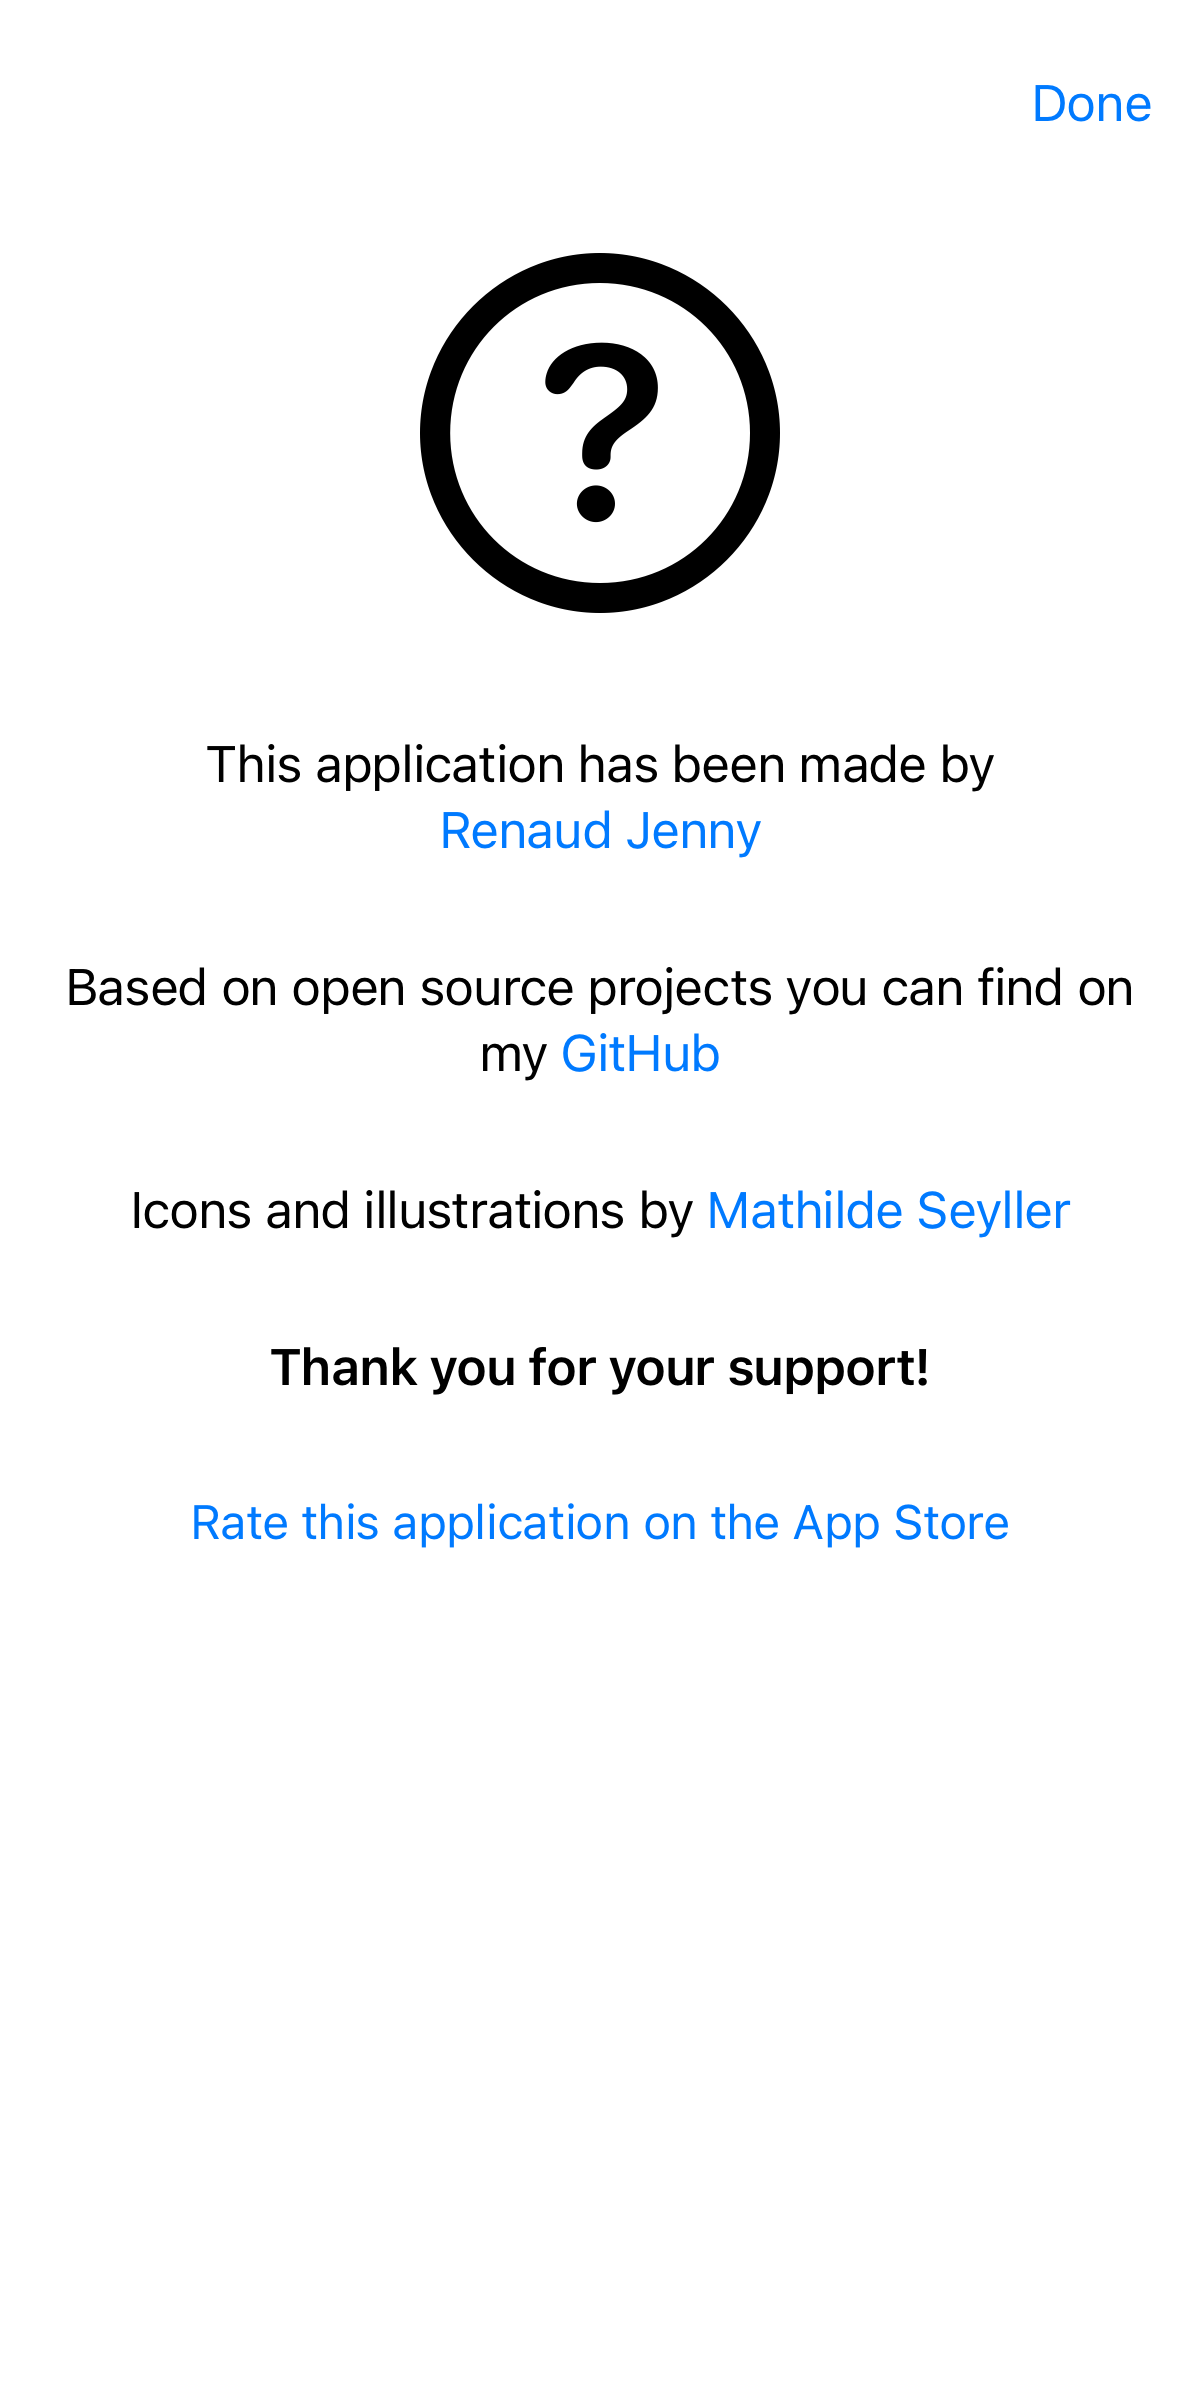 Done
?
This application has been made by
Renaud Jenny
Based on open source projects you can find on
my GitHub
Icons and illustrations by Mathilde Seyller
Thank you for your support!
Rate this application on the App Store